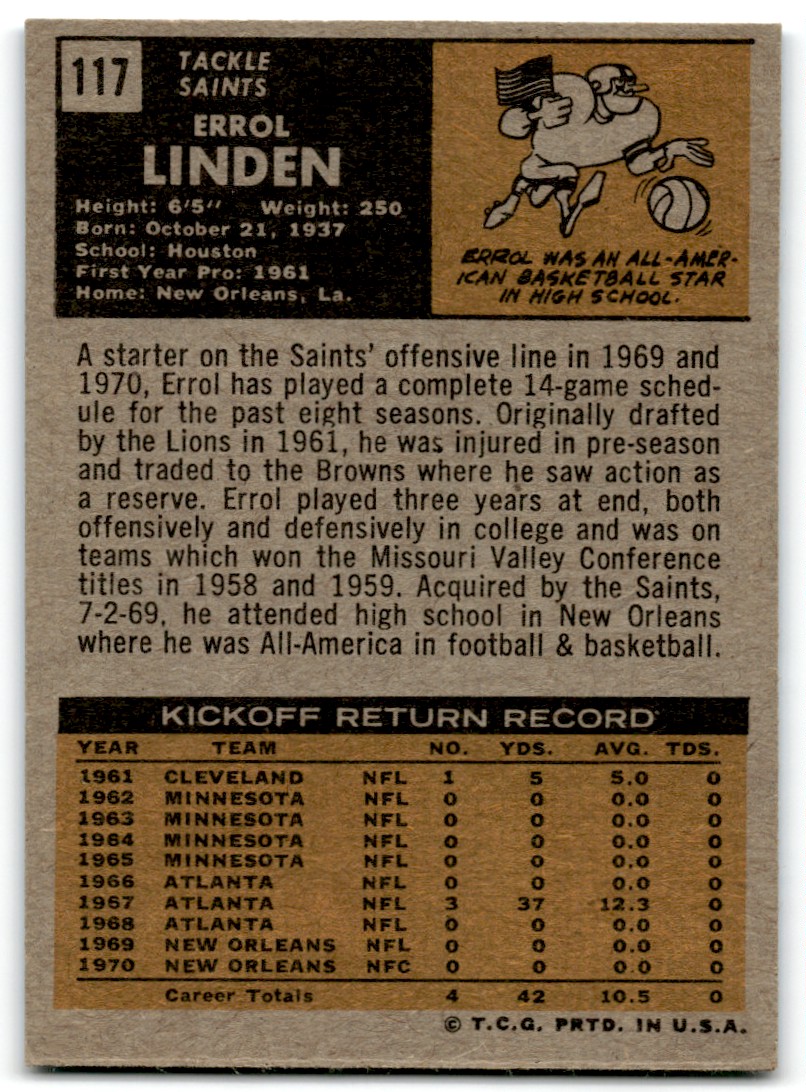 117
TACKLE
SAINTS
ERROL
LINDEN
Height: 6'5" Weight: 250
Born: October 21, 1937
School: Houston
First Year Pro: 1961
Home: New Orleans, La.
ERROL WAS AN ALL-AMER-
ICAN BASKETBALL STAR
IN HIGH SCHOOL.
A starter on the Saints' offensive line in 1969 and
1970, Errol has played a complete 14-game sched-
ule for the past eight seasons. Originally drafted
by the Lions in 1961, he was injured in pre-season
and traded to the Browns where he saw action as
a reserve. Errol played three years at end, both
offensively and defensively in college and was on
teams which won the Missouri Valley Conference
titles in 1958 and 1959. Acquired by the Saints,
7-2-69, he attended high school in New Orleans
where he was All-America in football & basketball.
KICKOFF RETURN RECORD
YEAR TEAM NO. YDS. AVG. TDS.
1961 CLEVELAND NFL 1 5 5.0 0
1962 MINNESOTA NFL 0 0 0.0 0
1963 MINNESOTA NFL 0 0 0.0 0
1964 MINNESOTA NFL 0 0 0.0 0
1965 MINNESOTA NFL 0 0 0.0 0
1966 ATLANTA NFL 0 0 0.0 0
1967 ATLANTA NFL 3 37 12.3 0
1968 ATLANTA NFL 0 0 0.0 0
1969 NEW ORLEANS NFL 0 0 0.0 0
1970 NEW ORLEANS NFC 0 0 0.0 0
Career Totals 4 42 10.5 0
© T.C.G. PRTD. IN U.S.A.